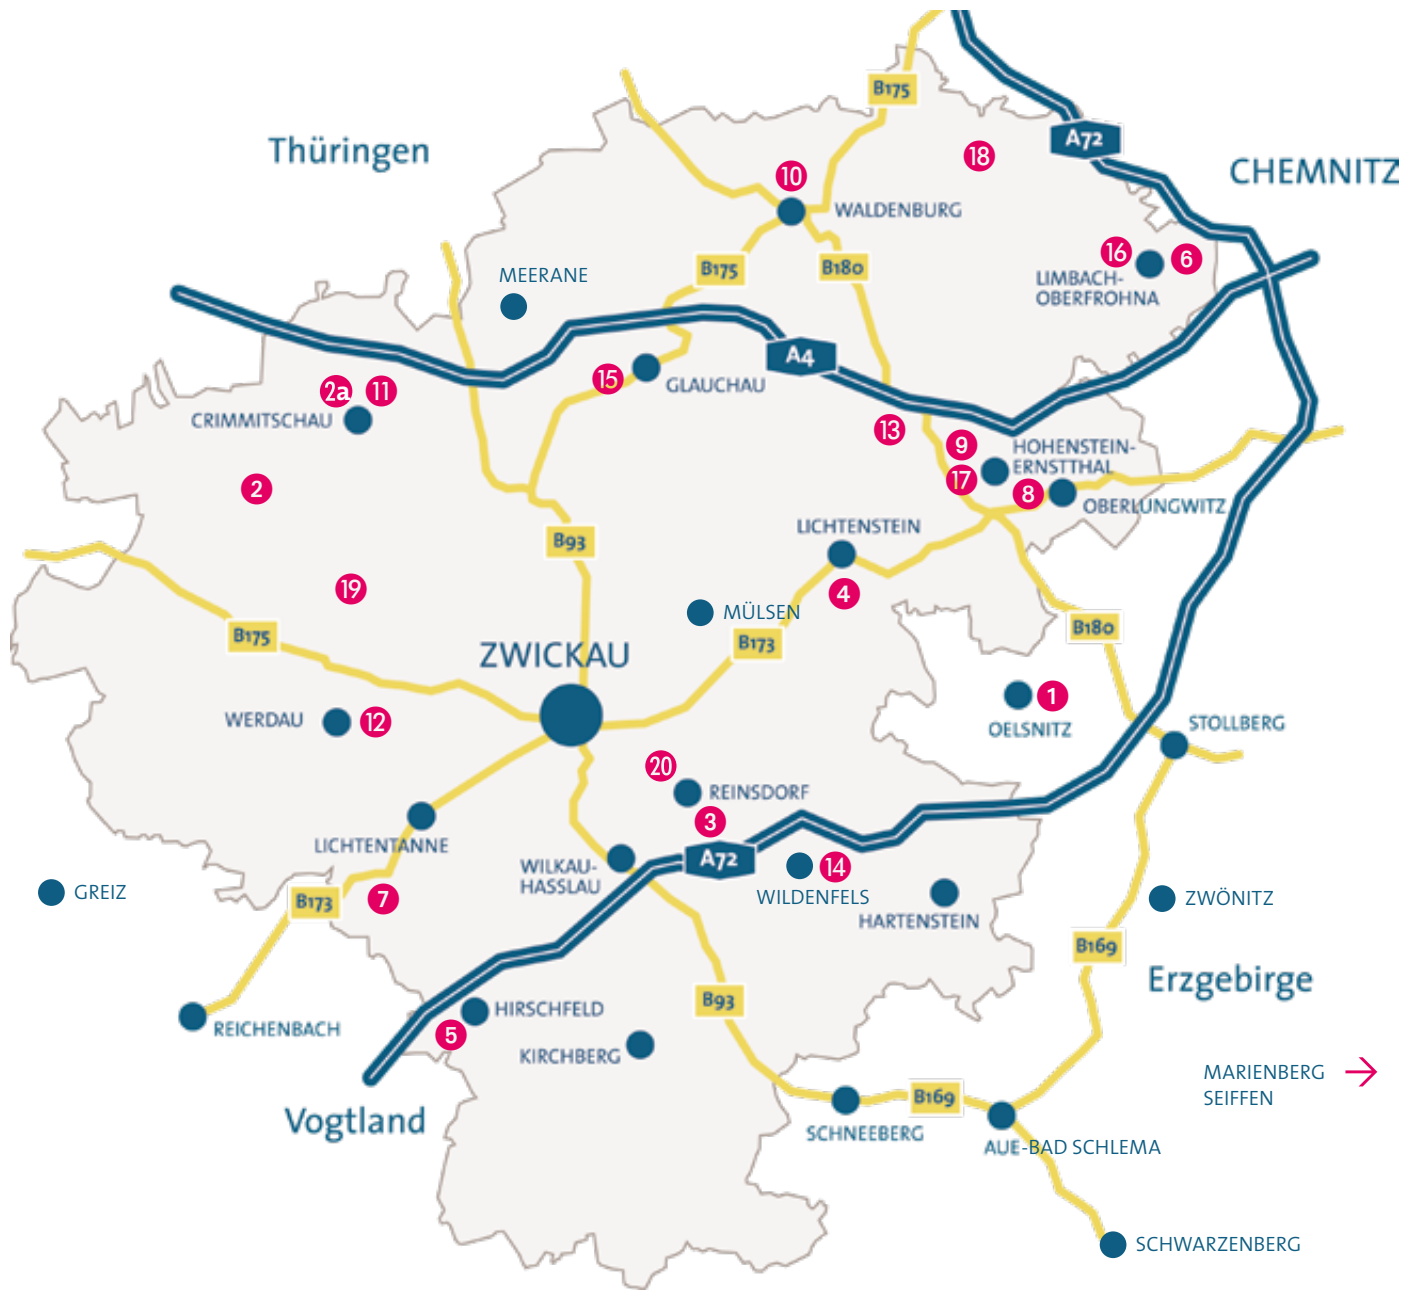 B175
A72
Thüringen
18
CHEMNITZ
10
WALDENBURG
16
6
B175
B180
MEERANE
LIMBACH-
OBERFROHNA
A4
15
GLAUCHAU
2a
11
CRIMMITSCHAU
13
9
HOHENSTEIN-
ERNSTTHAL
17
8
2
OBERLUNGWITZ
LICHTENSTEIN
B93
19
4
MÜLSEN
B175
B173
B180
ZWICKAU
1
OELSNITZ
WERDAU
12
STOLLBERG
20
REINSDORF
3
LICHTENTANNE
A72
WILKAU-
HASSLAU
14
WILDENFELS
GREIZ
B173
7
HARTENSTEIN
ZWÖNITZ
B169
Erzgebirge
B93
HIRSCHFELD
REICHENBACH
5
KIRCHBERG
MARIENBERG
SEIFFEN
Vogtland
B169
SCHNEEBERG
AUE-BAD SCHLEMA
SCHWARZENBERG